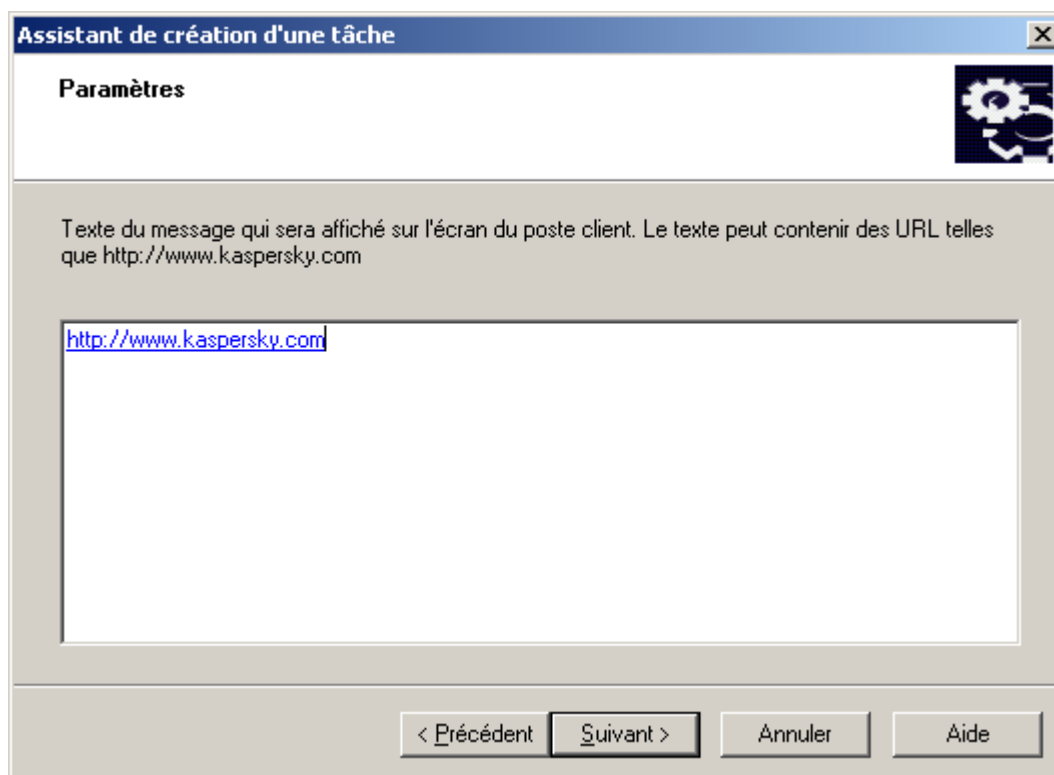 Assistant de création d'une tâche
Paramètres
Texte du message qui sera affiché sur l'écran du poste client. Le texte peut contenir des URL telles
que http://www.kaspersky.com
http://www.kaspersky.com
< Précédent Suivant > Annuler Aide